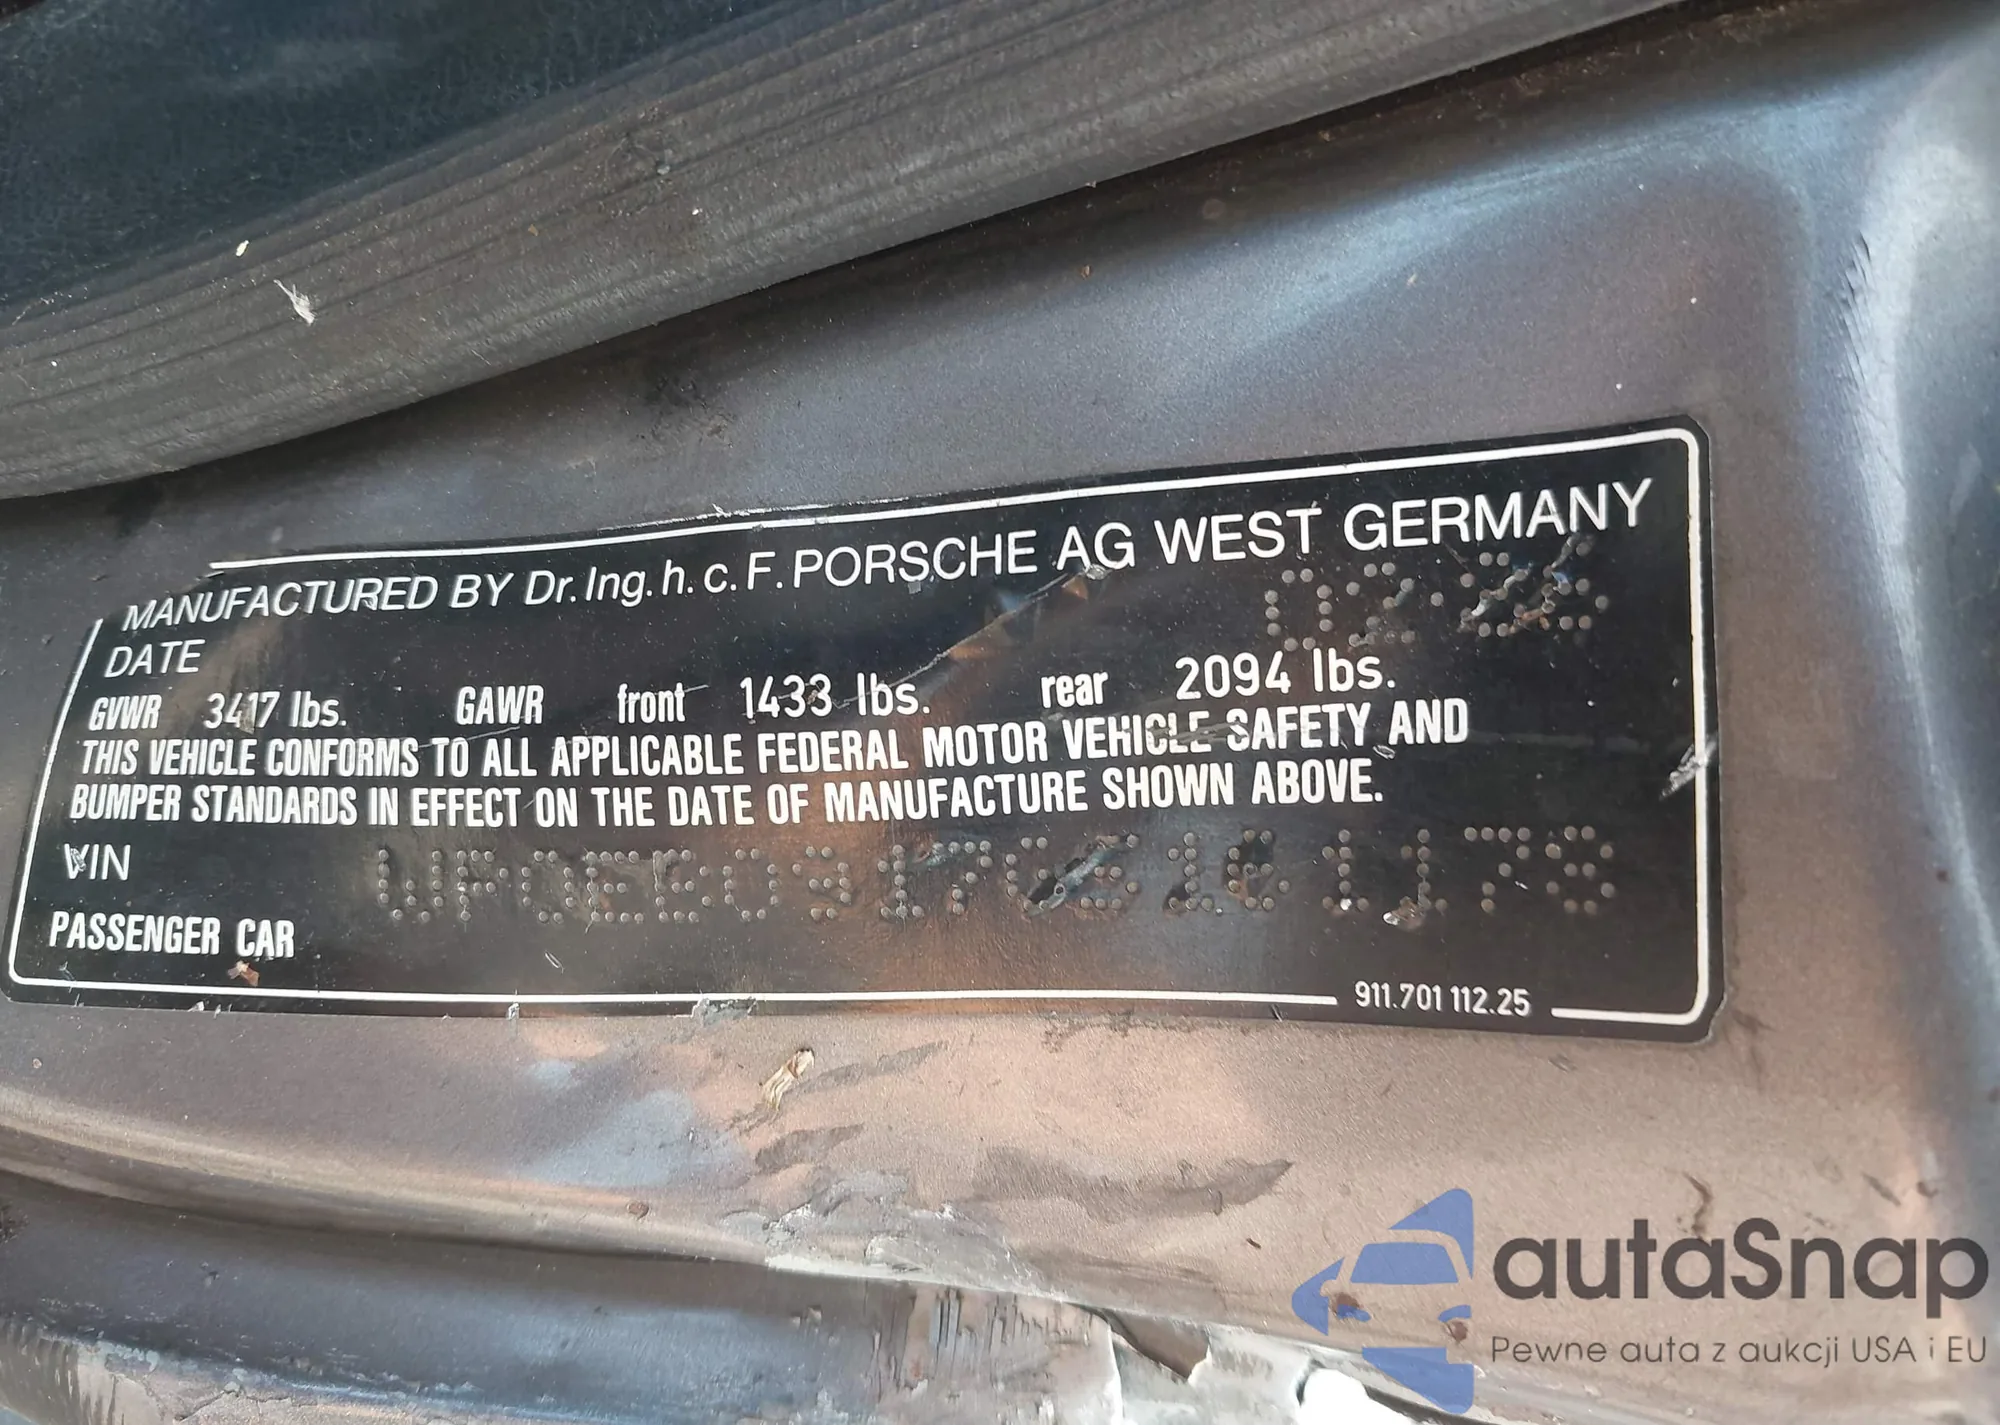 MANUFACTURED BY Dr.Ing.h.c.F.PORSCHE AG WEST GERMANY
DATE
GVWR 3417 lbs. GAWR front 1433 lbs. rear 2094 lbs.
THIS VEHICLE CONFORMS TO ALL APPLICABLE FEDERAL MOTOR VEHICLE SAFETY AND
BUMPER STANDARDS IN EFFECT ON THE DATE OF MANUFACTURE SHOWN ABOVE.
VIN WP0EB0917GS161178
PASSENGER CAR
911.701 112.25
autaSnap
Pewne auta z aukcji USA i EU